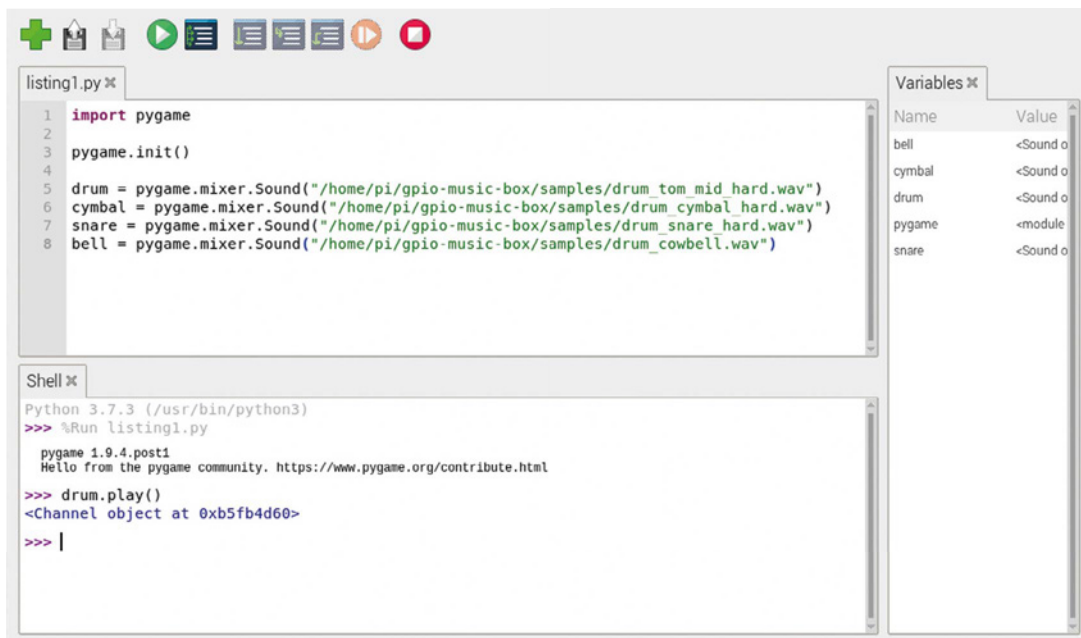 listing1.py
1 import pygame
2
3 pygame.init()
4
5 drum = pygame.mixer.Sound("/home/pi/gpio-music-box/samples/drum_tom_mid_hard.wav")
6 cymbal = pygame.mixer.Sound("/home/pi/gpio-music-box/samples/drum_cymbal_hard.wav")
7 snare = pygame.mixer.Sound("/home/pi/gpio-music-box/samples/drum_snare_hard.wav")
8 bell = pygame.mixer.Sound("/home/pi/gpio-music-box/samples/drum_cowbell.wav")
Shell
Python 3.7.3 (/usr/bin/python3)
>>> %Run listing1.py
pygame 1.9.4.post1
Hello from the pygame community. https://www.pygame.org/contribute.html
>>> drum.play()
<Channel object at 0xb5fb4d60>
>>>
Variables
Name Value
bell <Sound o
cymbal <Sound o
drum <Sound o
pygame <module
snare <Sound o